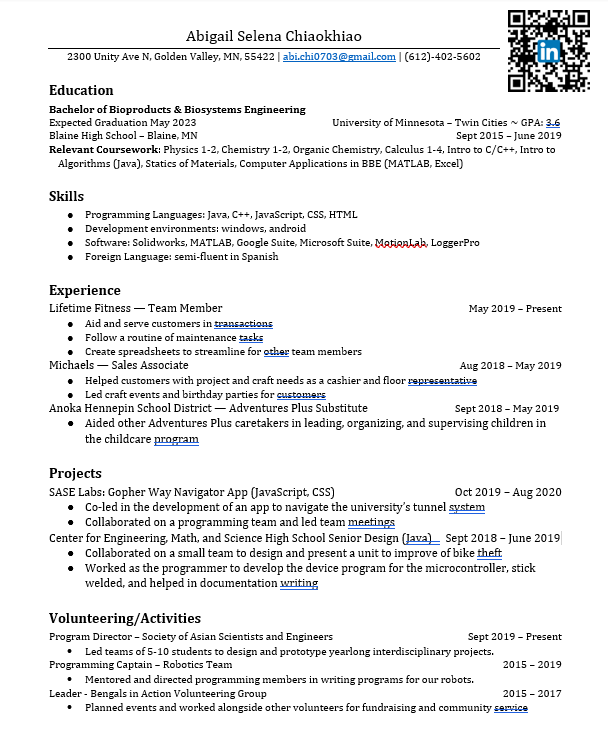 Abigail Selena Chiaokhiao
2300 Unity Ave N, Golden Valley, MN, 55422 | abi.chi0703@gmail.com | (612)-402-5602
in
Education
Bachelor of Bioproducts & Biosystems Engineering
Expected Graduation May 2023 University of Minnesota – Twin Cities ~ GPA: 3.6
Blaine High School – Blaine, MN Sept 2015 – June 2019
Relevant Coursework: Physics 1-2, Chemistry 1-2, Organic Chemistry, Calculus 1-4, Intro to C/C++, Intro to
Algorithms (Java), Statics of Materials, Computer Applications in BBE (MATLAB, Excel)
Skills
● Programming Languages: Java, C++, JavaScript, CSS, HTML
● Development environments: windows, android
● Software: Solidworks, MATLAB, Google Suite, Microsoft Suite, MotionLab, LoggerPro
● Foreign Language: semi-fluent in Spanish
Experience
Lifetime Fitness — Team Member May 2019 – Present
● Aid and serve customers in transactions
● Follow a routine of maintenance tasks
● Create spreadsheets to streamline for other team members
Michaels — Sales Associate Aug 2018 – May 2019
● Helped customers with project and craft needs as a cashier and floor representative
● Led craft events and birthday parties for customers
Anoka Hennepin School District — Adventures Plus Substitute Sept 2018 – May 2019
● Aided other Adventures Plus caretakers in leading, organizing, and supervising children in
the childcare program
Projects
SASE Labs: Gopher Way Navigator App (JavaScript, CSS) Oct 2019 – Aug 2020
● Co-led in the development of an app to navigate the university's tunnel system
● Collaborated on a programming team and led team meetings
Center for Engineering, Math, and Science High School Senior Design (Java) Sept 2018 – June 2019
● Collaborated on a small team to design and present a unit to improve of bike theft
● Worked as the programmer to develop the device program for the microcontroller, stick
welded, and helped in documentation writing
Volunteering/Activities
Program Director – Society of Asian Scientists and Engineers Sept 2019 – Present
● Led teams of 5-10 students to design and prototype yearlong interdisciplinary projects.
Programming Captain – Robotics Team 2015 – 2019
● Mentored and directed programming members in writing programs for our robots.
Leader - Bengals in Action Volunteering Group 2015 – 2017
● Planned events and worked alongside other volunteers for fundraising and community service